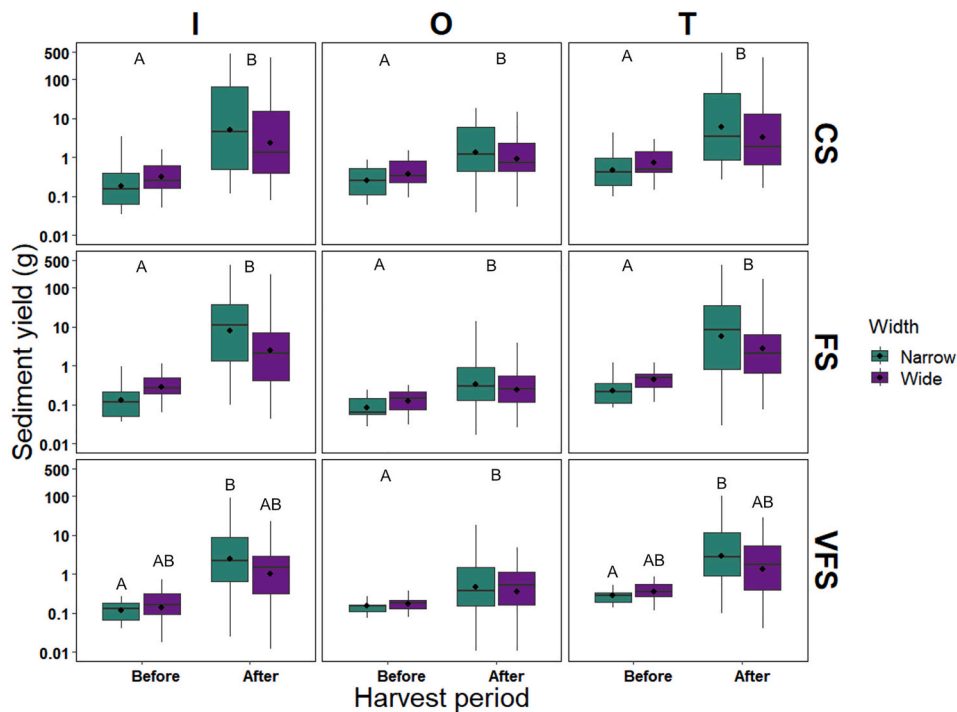 I O T
500 A B A B A B
10
1
0.1
0.01
CS
500 A B A B A B
100
10
1
0.1
0.01
FS
500 A B
100 B AB B AB
10
1 A AB A AB
0.1
0.01
VFS
Sediment yield (g)
Before After Before After Before After
Harvest period
Width
Narrow
Wide